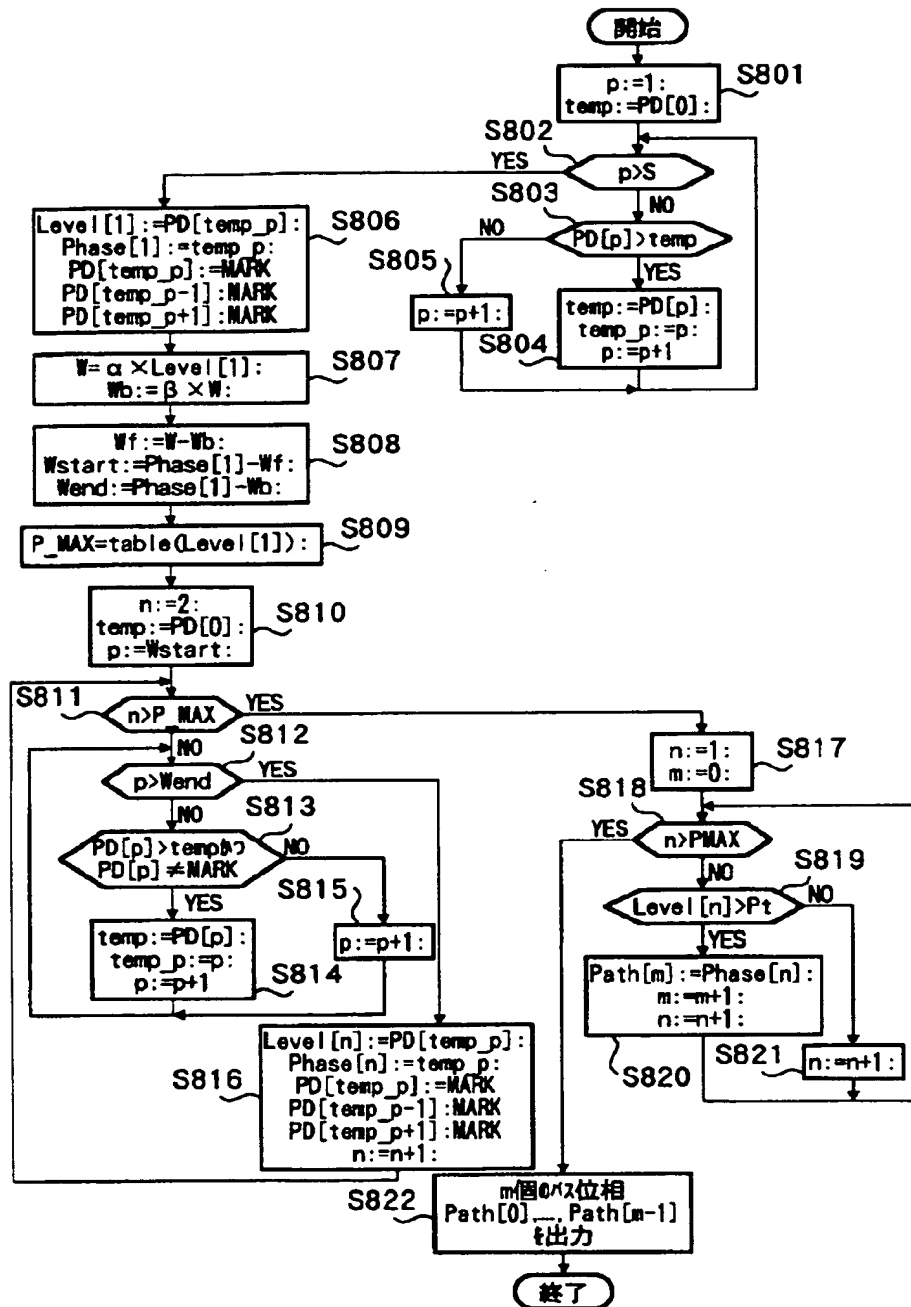 開始
p:=1:
temp:=PD[0]:
S801
S802
p>S
YES
NO
S803
PD[p]>temp
NO
YES
S805
p:=p+1:
temp:=PD[p]:
temp_p:=p:
p:=p+1
S804
Level[1]:=PD[temp_p]:
Phase[1]:=temp_p:
PD[temp_p]:=MARK
PD[temp_p-1]:MARK
PD[temp_p+1]:MARK
S806
W=α×Level[1]:
Wb:=β×W:
S807
Wf:=W-Wb:
Wstart:=Phase[1]-Wf:
Wend:=Phase[1]-Wb:
S808
P_MAX=table(Level[1]):
S809
n:=2:
temp:=PD[0]:
p:=Wstart:
S810
S811
n>P_MAX
YES
NO
S812
p>Wend
YES
NO
S813
PD[p]>tempかつ
PD[p]≠MARK
NO
YES
S815
p:=p+1:
temp:=PD[p]:
temp_p:=p:
p:=p+1
S814
S816
Level[n]:=PD[temp_p]:
Phase[n]:=temp_p:
PD[temp_p]:=MARK
PD[temp_p-1]:MARK
PD[temp_p+1]:MARK
n:=n+1:
n:=1:
m:=0:
S817
S818
n>PMAX
YES
NO
S819
Level[n]>Pt
NO
YES
Path[m]:=Phase[n]:
m:=m+1:
n:=n+1:
S820
S821
n:=n+1:
S822
m個のパス位相
Path[0],…,Path[m-1]
を出力
終了